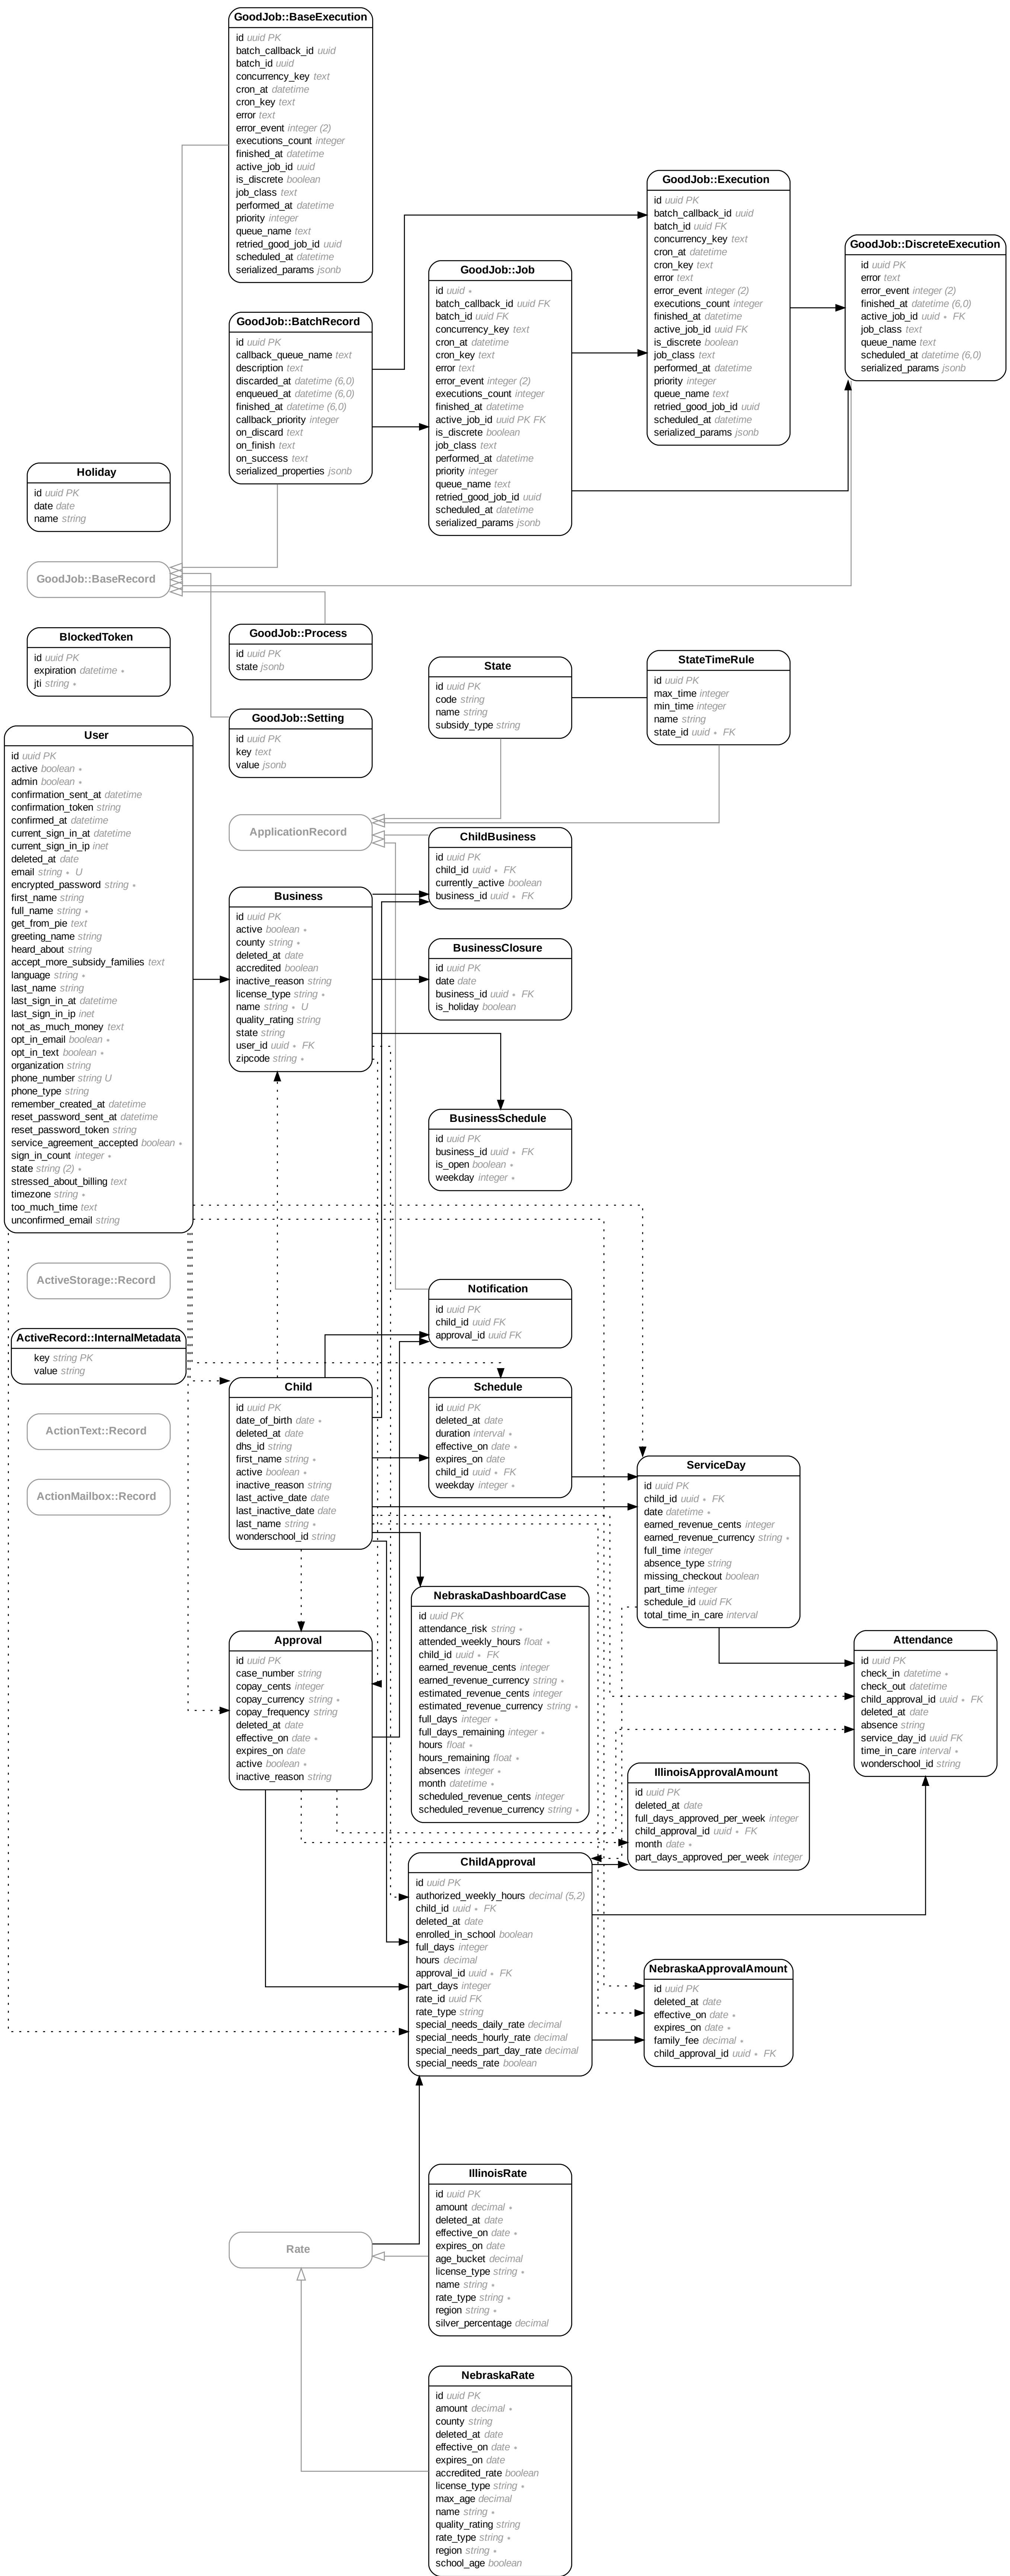 GoodJob::BaseExecution
id uuid PK
batch_callback_id uuid
batch_id uuid
concurrency_key text
cron_at datetime
cron_key text
error text
error_event integer (2)
executions_count integer
finished_at datetime
active_job_id uuid
is_discrete boolean
job_class text
performed_at datetime
priority integer
queue_name text
retried_good_job_id uuid
scheduled_at datetime
serialized_params jsonb
GoodJob::Execution
id uuid PK
batch_callback_id uuid
batch_id uuid FK
concurrency_key text
cron_at datetime
cron_key text
error text
error_event integer (2)
executions_count integer
finished_at datetime
active_job_id uuid FK
is_discrete boolean
job_class text
performed_at datetime
priority integer
queue_name text
retried_good_job_id uuid
scheduled_at datetime
serialized_params jsonb
GoodJob::DiscreteExecution
id uuid PK
error text
error_event integer (2)
finished_at datetime (6,0)
active_job_id uuid ∗ FK
job_class text
queue_name text
scheduled_at datetime (6,0)
serialized_params jsonb
GoodJob::Job
id uuid ∗
batch_callback_id uuid FK
batch_id uuid FK
concurrency_key text
cron_at datetime
cron_key text
error text
error_event integer (2)
executions_count integer
finished_at datetime
active_job_id uuid PK FK
is_discrete boolean
job_class text
performed_at datetime
priority integer
queue_name text
retried_good_job_id uuid
scheduled_at datetime
serialized_params jsonb
GoodJob::BatchRecord
id uuid PK
callback_queue_name text
description text
discarded_at datetime (6,0)
enqueued_at datetime (6,0)
finished_at datetime (6,0)
callback_priority integer
on_discard text
on_finish text
on_success text
serialized_properties jsonb
Holiday
id uuid PK
date date
name string
GoodJob::BaseRecord
BlockedToken
id uuid PK
expiration datetime ∗
jti string ∗
GoodJob::Process
id uuid PK
state jsonb
GoodJob::Setting
id uuid PK
key text
value jsonb
State
id uuid PK
code string
name string
subsidy_type string
StateTimeRule
id uuid PK
max_time integer
min_time integer
name string
state_id uuid ∗ FK
User
id uuid PK
active boolean ∗
admin boolean ∗
confirmation_sent_at datetime
confirmation_token string
confirmed_at datetime
current_sign_in_at datetime
current_sign_in_ip inet
deleted_at date
email string ∗ U
encrypted_password string ∗
first_name string
full_name string ∗
get_from_pie text
greeting_name string
heard_about string
accept_more_subsidy_families text
language string ∗
last_name string
last_sign_in_at datetime
last_sign_in_ip inet
not_as_much_money text
opt_in_email boolean ∗
opt_in_text boolean ∗
organization string
phone_number string U
phone_type string
remember_created_at datetime
reset_password_sent_at datetime
reset_password_token string
service_agreement_accepted boolean ∗
sign_in_count integer ∗
state string (2) ∗
stressed_about_billing text
timezone string ∗
too_much_time text
unconfirmed_email string
ApplicationRecord
ChildBusiness
id uuid PK
child_id uuid ∗ FK
currently_active boolean
business_id uuid ∗ FK
Business
id uuid PK
active boolean ∗
county string ∗
deleted_at date
accredited boolean
inactive_reason string
license_type string ∗
name string ∗ U
quality_rating string
state string
user_id uuid ∗ FK
zipcode string ∗
BusinessClosure
id uuid PK
date date
business_id uuid ∗ FK
is_holiday boolean
BusinessSchedule
id uuid PK
business_id uuid ∗ FK
is_open boolean ∗
weekday integer ∗
ActiveStorage::Record
Notification
id uuid PK
child_id uuid FK
approval_id uuid FK
ActiveRecord::InternalMetadata
key string PK
value string
ActionText::Record
ActionMailbox::Record
Child
id uuid PK
date_of_birth date ∗
deleted_at date
dhs_id string
first_name string ∗
active boolean ∗
inactive_reason string
last_active_date date
last_inactive_date date
last_name string ∗
wonderschool_id string
Schedule
id uuid PK
deleted_at date
duration interval ∗
effective_on date ∗
expires_on date
child_id uuid ∗ FK
weekday integer ∗
ServiceDay
id uuid PK
child_id uuid ∗ FK
date datetime ∗
earned_revenue_cents integer
earned_revenue_currency string ∗
full_time integer
absence_type string
missing_checkout boolean
part_time integer
schedule_id uuid FK
total_time_in_care interval
NebraskaDashboardCase
id uuid PK
attendance_risk string ∗
attended_weekly_hours float ∗
child_id uuid ∗ FK
earned_revenue_cents integer
earned_revenue_currency string ∗
estimated_revenue_cents integer
estimated_revenue_currency string ∗
full_days integer ∗
full_days_remaining integer ∗
hours float ∗
hours_remaining float ∗
absences integer ∗
month datetime ∗
scheduled_revenue_cents integer
scheduled_revenue_currency string ∗
Approval
id uuid PK
case_number string
copay_cents integer
copay_currency string ∗
copay_frequency string
deleted_at date
effective_on date ∗
expires_on date
active boolean ∗
inactive_reason string
Attendance
id uuid PK
check_in datetime ∗
check_out datetime
child_approval_id uuid ∗ FK
deleted_at date
absence string
service_day_id uuid FK
time_in_care interval ∗
wonderschool_id string
IllinoisApprovalAmount
id uuid PK
deleted_at date
full_days_approved_per_week integer
child_approval_id uuid ∗ FK
month date ∗
part_days_approved_per_week integer
ChildApproval
id uuid PK
authorized_weekly_hours decimal (5,2)
child_id uuid ∗ FK
deleted_at date
enrolled_in_school boolean
full_days integer
hours decimal
approval_id uuid ∗ FK
part_days integer
rate_id uuid FK
rate_type string
special_needs_daily_rate decimal
special_needs_hourly_rate decimal
special_needs_part_day_rate decimal
special_needs_rate boolean
NebraskaApprovalAmount
id uuid PK
deleted_at date
effective_on date ∗
expires_on date ∗
family_fee decimal ∗
child_approval_id uuid ∗ FK
IllinoisRate
id uuid PK
amount decimal ∗
deleted_at date
effective_on date ∗
expires_on date
age_bucket decimal
license_type string ∗
name string ∗
rate_type string ∗
region string ∗
silver_percentage decimal
Rate
NebraskaRate
id uuid PK
amount decimal ∗
county string
deleted_at date
effective_on date ∗
expires_on date
accredited_rate boolean
license_type string ∗
max_age decimal
name string ∗
quality_rating string
rate_type string ∗
region string ∗
school_age boolean